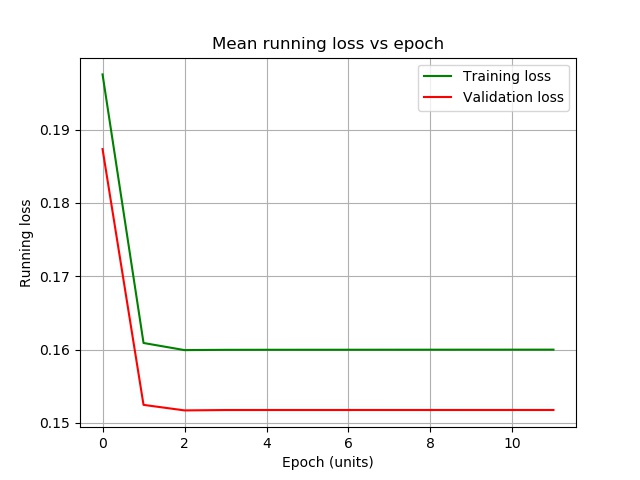 Mean running loss vs epoch
Training loss
Validation loss
0.19
0.18
0.17
0.16
0.15
Running loss
0 2 4 6 8 10
Epoch (units)